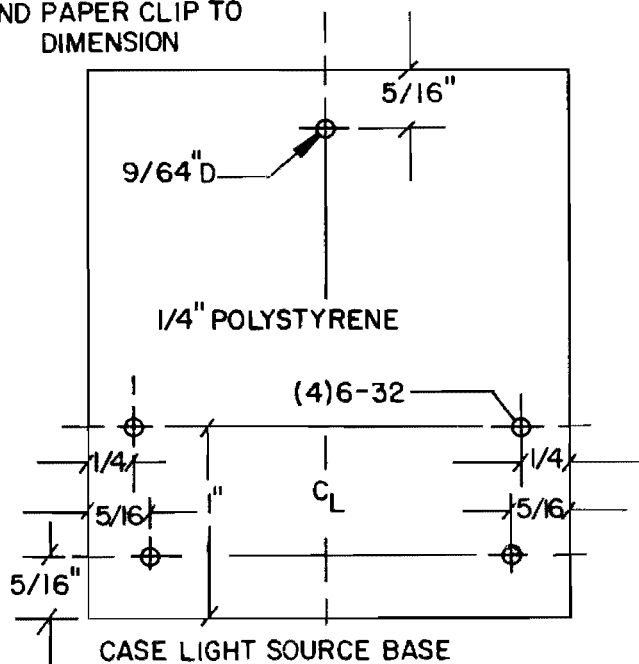 ND PAPER CLIP TO
DIMENSION
5/16"
9/64"D
1/4" POLYSTYRENE
(4)6-32
1/4
1/4
1"
CL
5/16
5/16
5/16"
CASE LIGHT SOURCE BASE